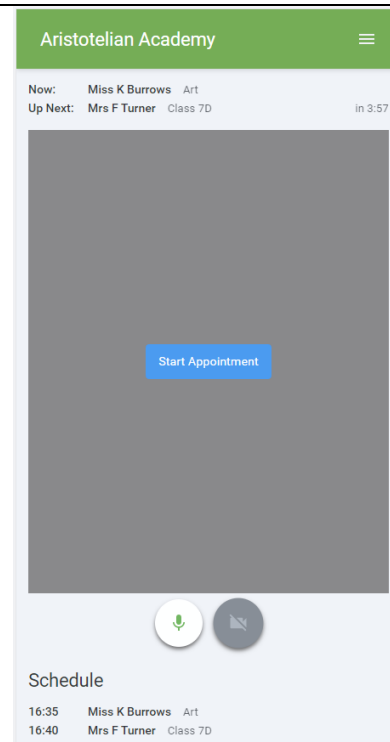 Aristotelian Academy
Now: Miss K Burrows Art
Up Next: Mrs F Turner Class 7D in 3:57
Start Appointment
Schedule
16:35 Miss K Burrows Art
16:40 Mrs F Turner Class 7D